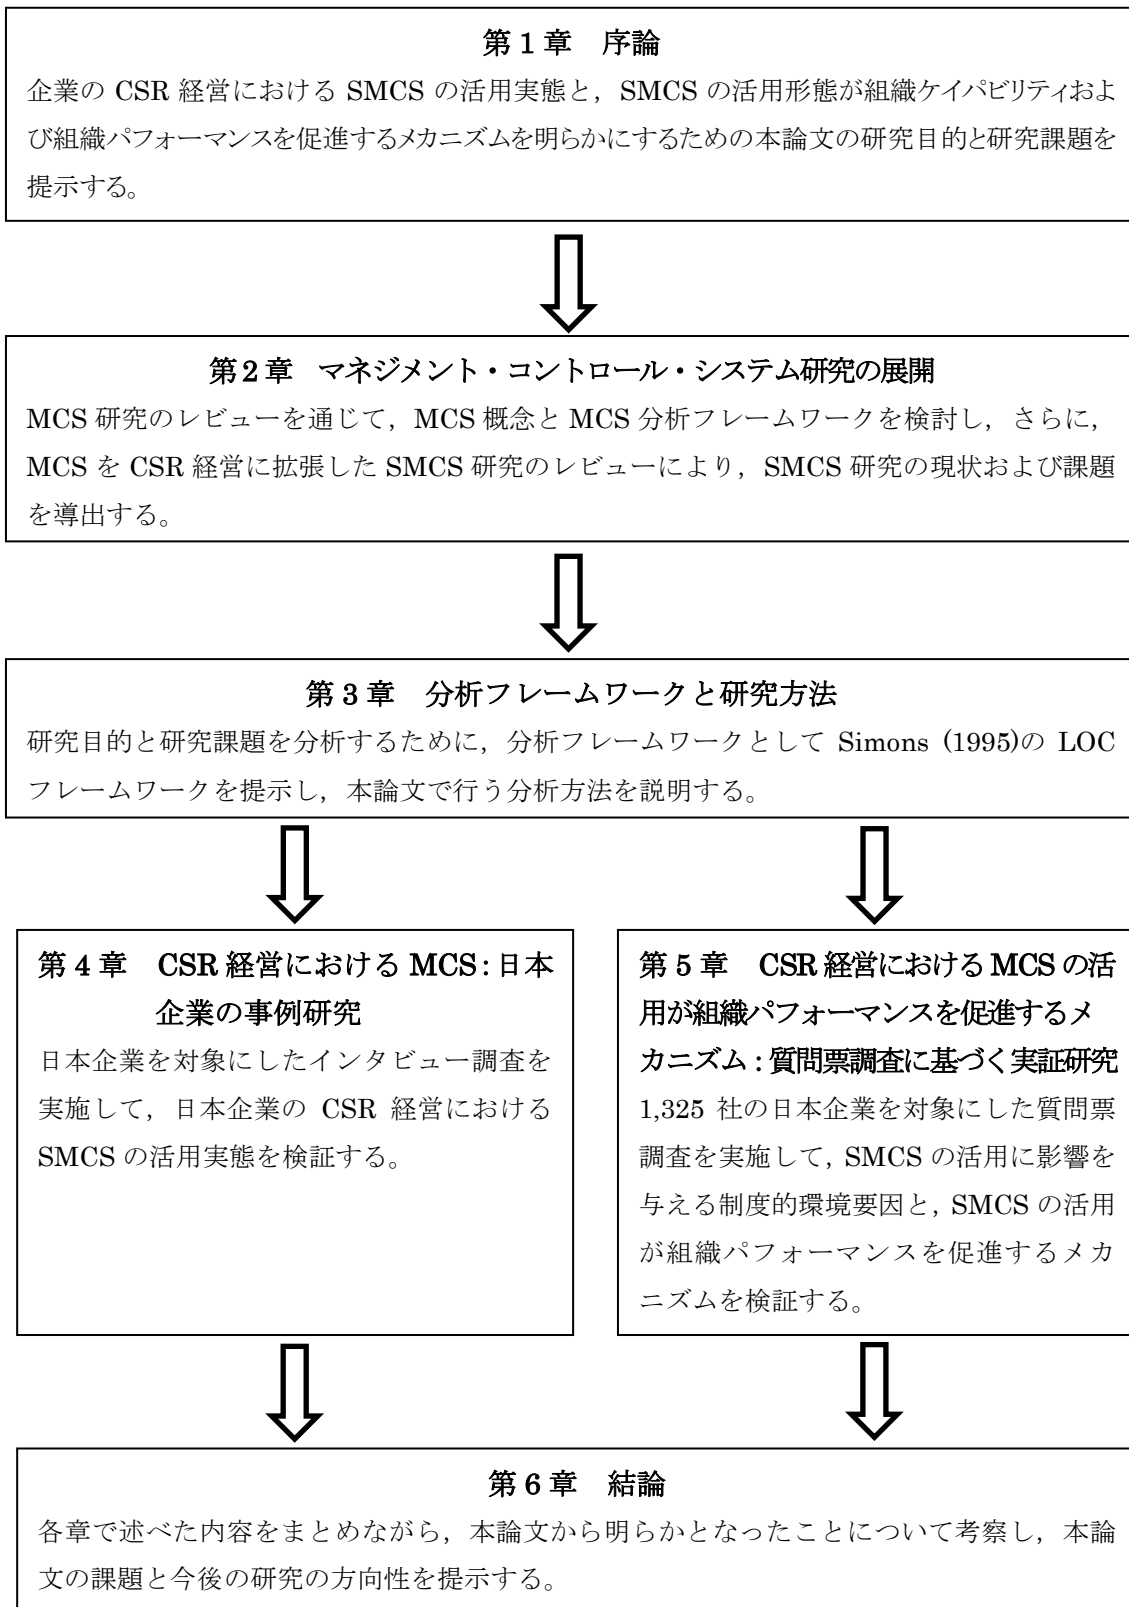 第1章　序論
企業の CSR 経営における SMCS の活用実態と，SMCS の活用形態が組織ケイパビリティおよ
び組織パフォーマンスを促進するメカニズムを明らかにするための本論文の研究目的と研究課題を
提示する。
第2章　マネジメント・コントロール・システム研究の展開
MCS 研究のレビューを通じて，MCS 概念と MCS 分析フレームワークを検討し，さらに，
MCS を CSR 経営に拡張した SMCS 研究のレビューにより，SMCS 研究の現状および課題
を導出する。
第3章　分析フレームワークと研究方法
研究目的と研究課題を分析するために，分析フレームワークとして Simons (1995)の LOC
フレームワークを提示し，本論文で行う分析方法を説明する。
第4章　CSR 経営における MCS：日本
企業の事例研究
日本企業を対象にしたインタビュー調査を
実施して，日本企業の CSR 経営における
SMCS の活用実態を検証する。
第5章　CSR 経営における MCS の活
用が組織パフォーマンスを促進するメ
カニズム：質問票調査に基づく実証研究
1,325 社の日本企業を対象にした質問票
調査を実施して，SMCS の活用に影響を
与える制度的環境要因と，SMCS の活用
が組織パフォーマンスを促進するメカ
ニズムを検証する。
第6章　結論
各章で述べた内容をまとめながら，本論文から明らかとなったことについて考察し，本論
文の課題と今後の研究の方向性を提示する。